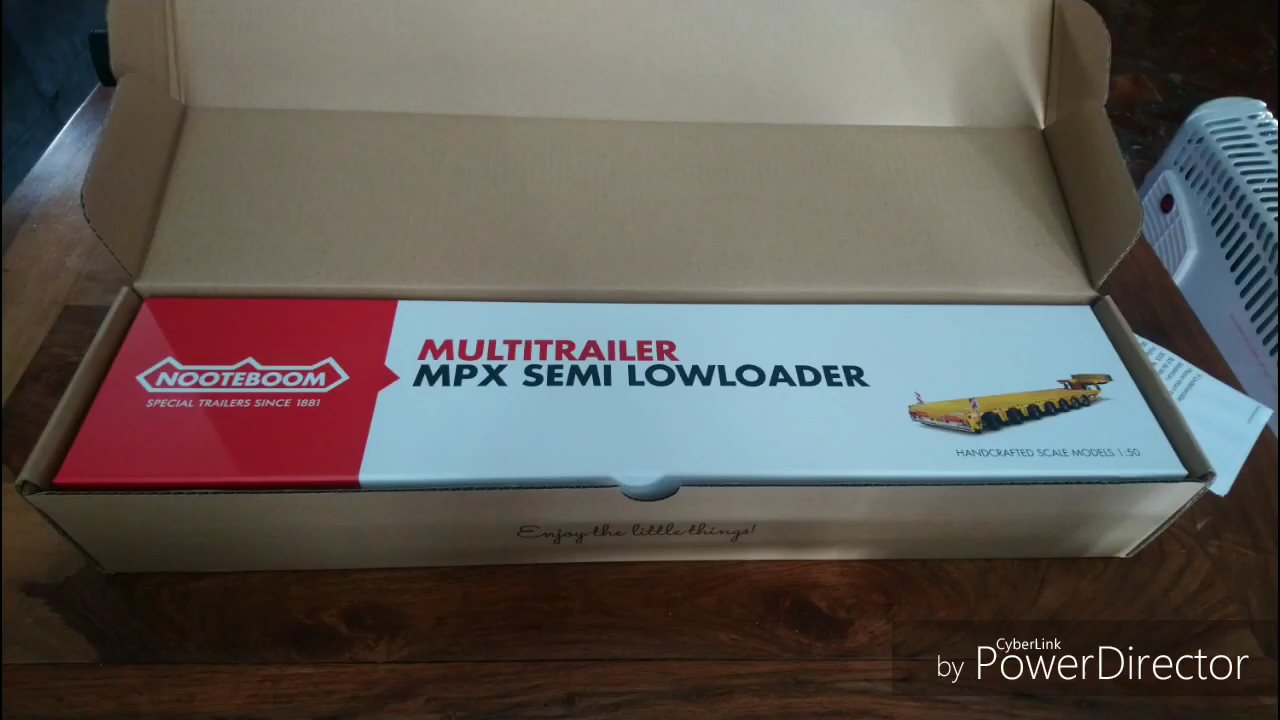 NOOTEBOOM
SPECIAL TRAILERS SINCE 1881
MULTITRAILER
MPX SEMI LOWLOADER
HANDCRAFTED SCALE MODELS 1:50
Enjoy the little things!
by CyberLink PowerDirector